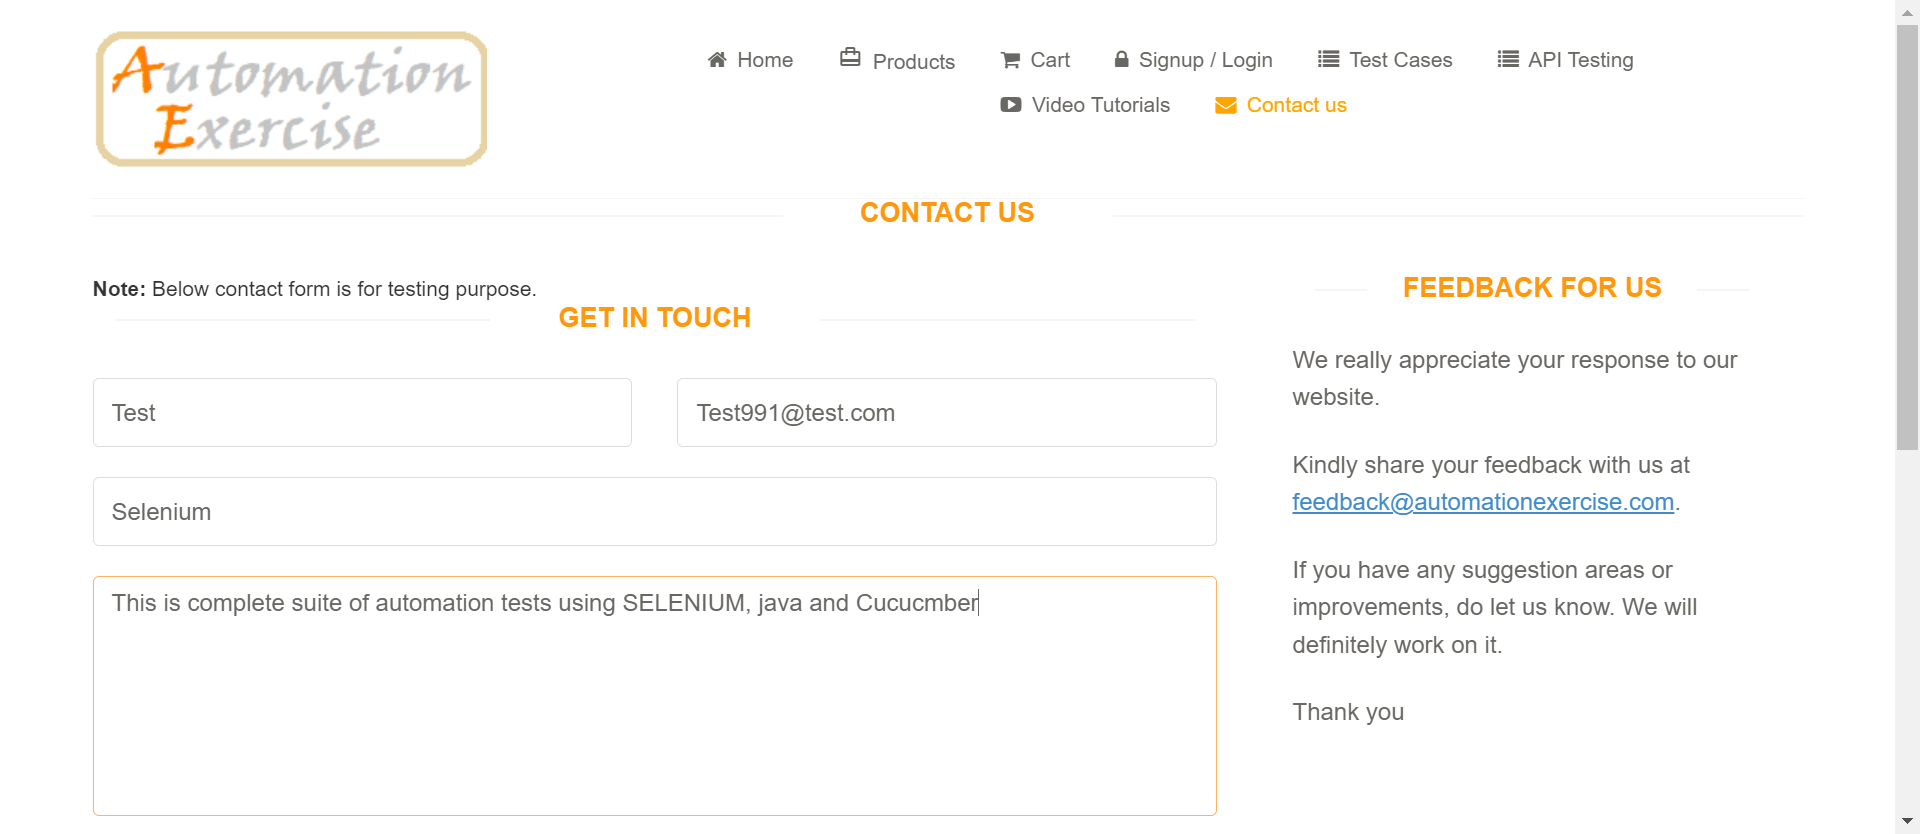 Automation
Exercise
Home Products Cart Signup / Login Test Cases API Testing
Video Tutorials Contact us
CONTACT US
Note: Below contact form is for testing purpose.
GET IN TOUCH
Test
Test991@test.com
Selenium
This is complete suite of automation tests using SELENIUM, java and Cucucmber
FEEDBACK FOR US
We really appreciate your response to our
website.
Kindly share your feedback with us at
feedback@automationexercise.com.
If you have any suggestion areas or
improvements, do let us know. We will
definitely work on it.
Thank you